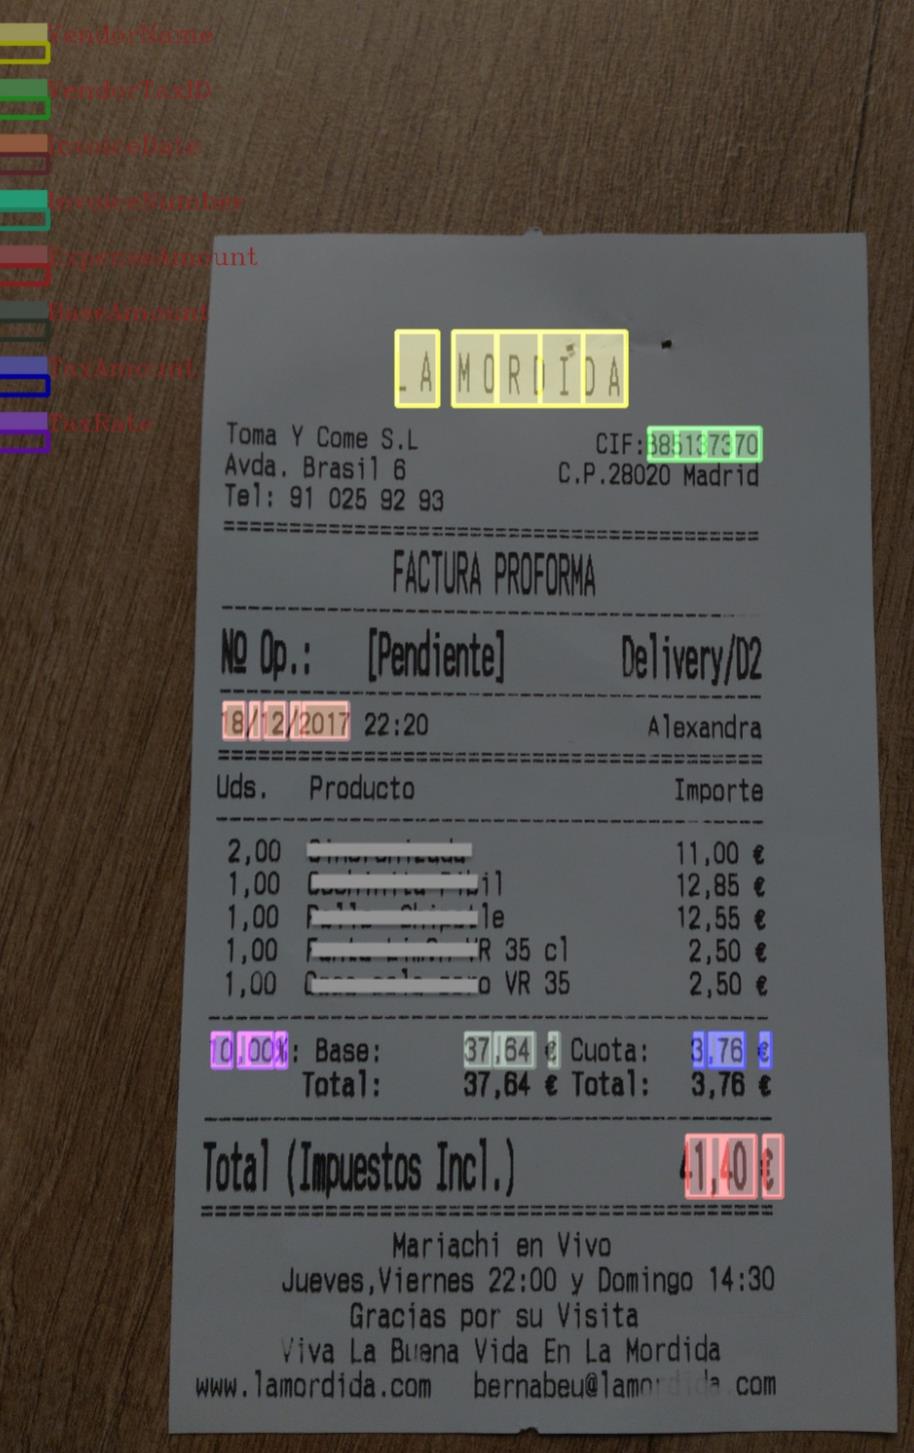 VendorName
VendorTaxID
InvoiceDate
InvoiceNumber
ExpenseAmount
BaseAmount
TaxAmount
TaxRate
LA MORDIDA
Toma Y Come S.L CIF:B85137370
Avda. Brasil 6 C.P.28020 Madrid
Tel: 91 025 92 93
FACTURA PROFORMA
Nº Op.: [Pendiente] Delivery/D2
18/12/2017 22:20 Alexandra
Uds. Producto Importe
2,00 11,00 €
1,00 12,85 €
1,00 12,55 €
1,00 VR 35 cl 2,50 €
1,00 VR 35 2,50 €
10,00%: Base: 37,64 € Cuota: 3,76 €
Total: 37,64 € Total: 3,76 €
Total (Impuestos Incl.) 41,40 €
Mariachi en Vivo
Jueves,Viernes 22:00 y Domingo 14:30
Gracias por su Visita
Viva La Buena Vida En La Mordida
www.lamordida.com bernabeu@lamordida.com